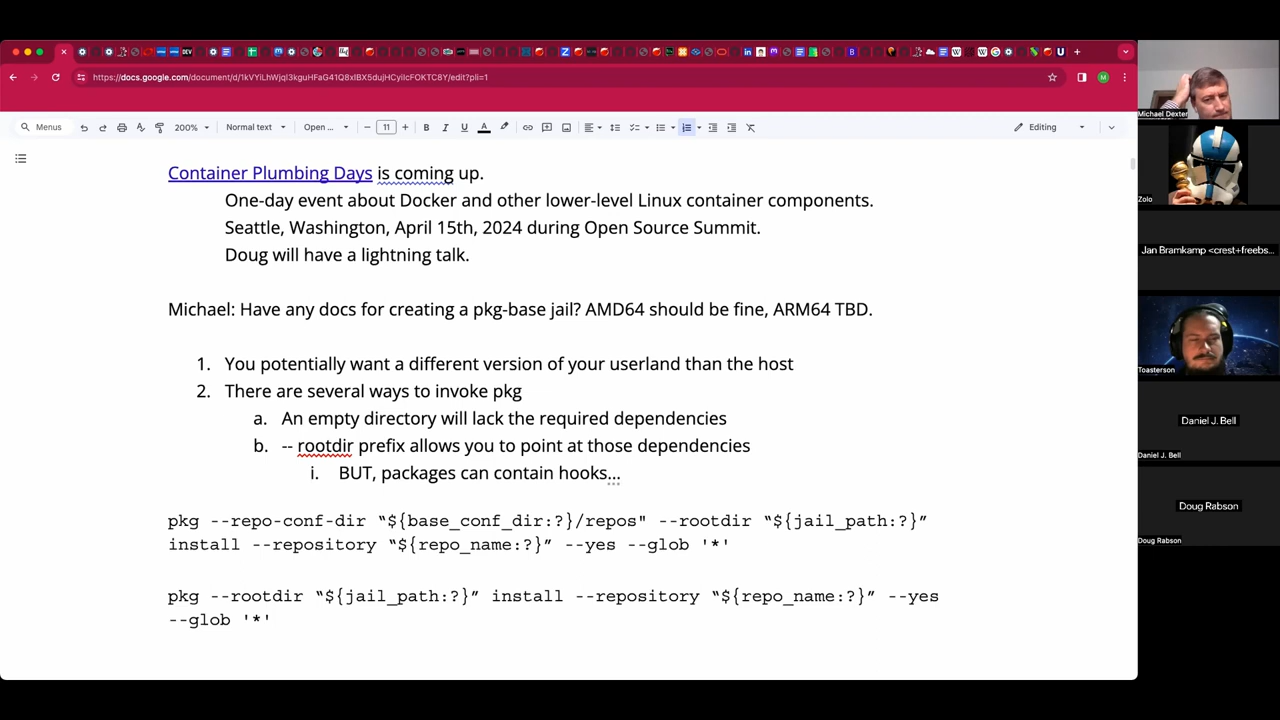 https://docs.google.com/document/d/1kVYiLhWjqI3kguHFaG41Q8xIBX5dujHCyiIcFOKTC8Y/edit?pli=1
M
Menus
200%
Normal text
Open ...
11
Editing
Container Plumbing Days is coming up.
One-day event about Docker and other lower-level Linux container components.
Seattle, Washington, April 15th, 2024 during Open Source Summit.
Doug will have a lightning talk.
Michael: Have any docs for creating a pkg-base jail? AMD64 should be fine, ARM64 TBD.
1. You potentially want a different version of your userland than the host
2. There are several ways to invoke pkg
a. An empty directory will lack the required dependencies
b. -- rootdir prefix allows you to point at those dependencies
i. BUT, packages can contain hooks...
pkg --repo-conf-dir “${base_conf_dir:?}/repos" --rootdir “${jail_path:?}”
install --repository “${repo_name:?}” --yes --glob '*'
pkg --rootdir “${jail_path:?}” install --repository “${repo_name:?}” --yes
--glob '*'
Michael Dexter
Zolo
Jan Bramkamp <crest+freebs...
Toasterson
Daniel J. Bell
Daniel J. Bell
Doug Rabson
Doug Rabson